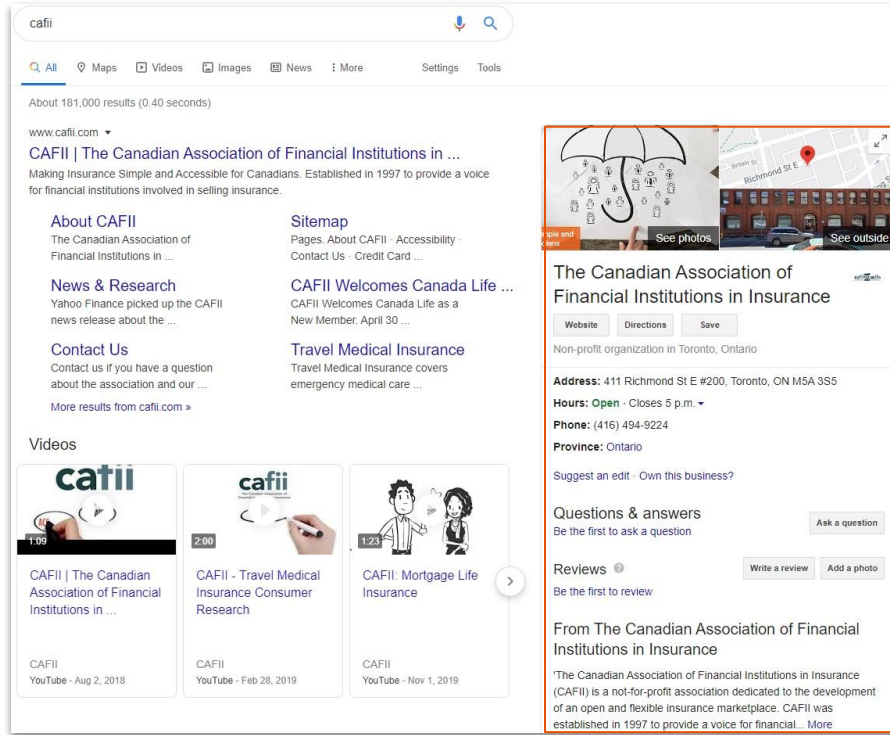 cafii
All
Maps
Videos
Images
News
More
Settings
Tools
About 181,000 results (0.40 seconds)
www.cafii.com
CAFII | The Canadian Association of Financial Institutions in ...
Making Insurance Simple and Accessible for Canadians. Established in 1997 to provide a voice
for financial institutions involved in selling insurance.
About CAFII
The Canadian Association of
Financial Institutions in ...
Sitemap
Pages. About CAFII · Accessibility ·
Contact Us · Credit Card ...
News & Research
Yahoo Finance picked up the CAFII
news release about the ...
CAFII Welcomes Canada Life ...
CAFII Welcomes Canada Life as a
New Member. April 30 ...
Contact Us
Contact us if you have a question
about the association and our ...
Travel Medical Insurance
Travel Medical Insurance covers
emergency medical care ...
More results from cafii.com »
Videos
cafii
1:09
CAFII | The Canadian
Association of Financial
Institutions in ...
CAFII
YouTube - Aug 2, 2018
cafii
2:00
CAFII - Travel Medical
Insurance Consumer
Research
CAFII
YouTube - Feb 28, 2019
1:23
CAFII: Mortgage Life
Insurance
CAFII
YouTube - Nov 1, 2019
See photos
Britain St
Richmond St E
See outside
The Canadian Association of
Financial Institutions in Insurance
Website
Directions
Save
Non-profit organization in Toronto, Ontario
Address: 411 Richmond St E #200, Toronto, ON M5A 3S5
Hours: Open · Closes 5 p.m.
Phone: (416) 494-9224
Province: Ontario
Suggest an edit · Own this business?
Questions & answers
Be the first to ask a question
Ask a question
Reviews
Write a review
Add a photo
Be the first to review
From The Canadian Association of Financial
Institutions in Insurance
'The Canadian Association of Financial Institutions in Insurance
(CAFII) is a not-for-profit association dedicated to the development
of an open and flexible insurance marketplace. CAFII was
established in 1997 to provide a voice for financial... More